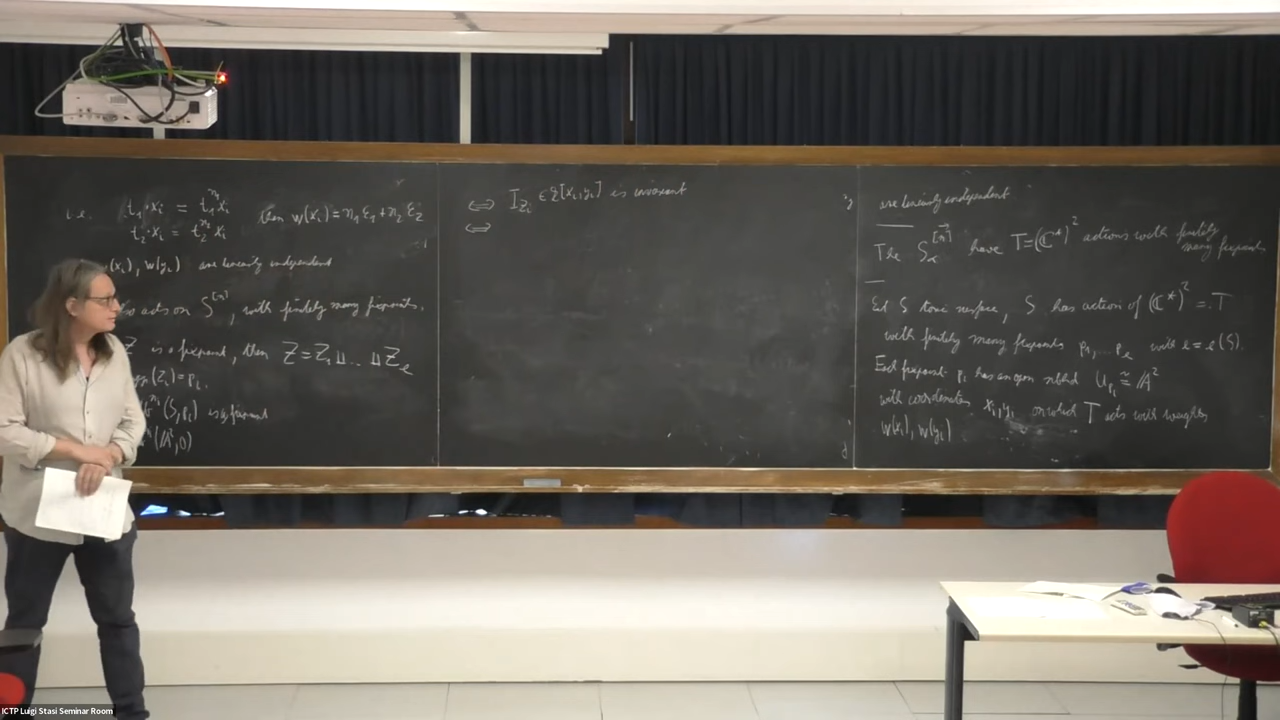 i.e. t₁·xᵢ = t₁^{n₁} xᵢ then w(xᵢ) = n₁ε₁ + n₂ε₂
t₂·xᵢ = t₂^{n₂} xᵢ
(xᵢ), w(yᵢ) are linearly independent
acts on S^{[n]}, with finitely many fixpoints.
Z is a fixpoint, then Z = Z₁ ⊔ ... ⊔ Z_e
(Zᵢ) = pᵢ.
(S, pᵢ) is fixpoint
(𝔸², 0)
⟺ I_{Zᵢ} ∈ [xᵢ, yᵢ] is invariant
⟺
are linearly independent
The S have T = (ℂ*)² actions with finitely
many fixpoints
S toric surface, S has action of (ℂ*)² =: T
with finitely many fixpoints p₁, ... p_e with e = e(S).
Each fixpoint pᵢ has an open nbhd U_{pᵢ} ≅ 𝔸²
with coordinates xᵢ, yᵢ on which T acts with weights
w(xᵢ), w(yᵢ)
ICTP Luigi Stasi Seminar Room